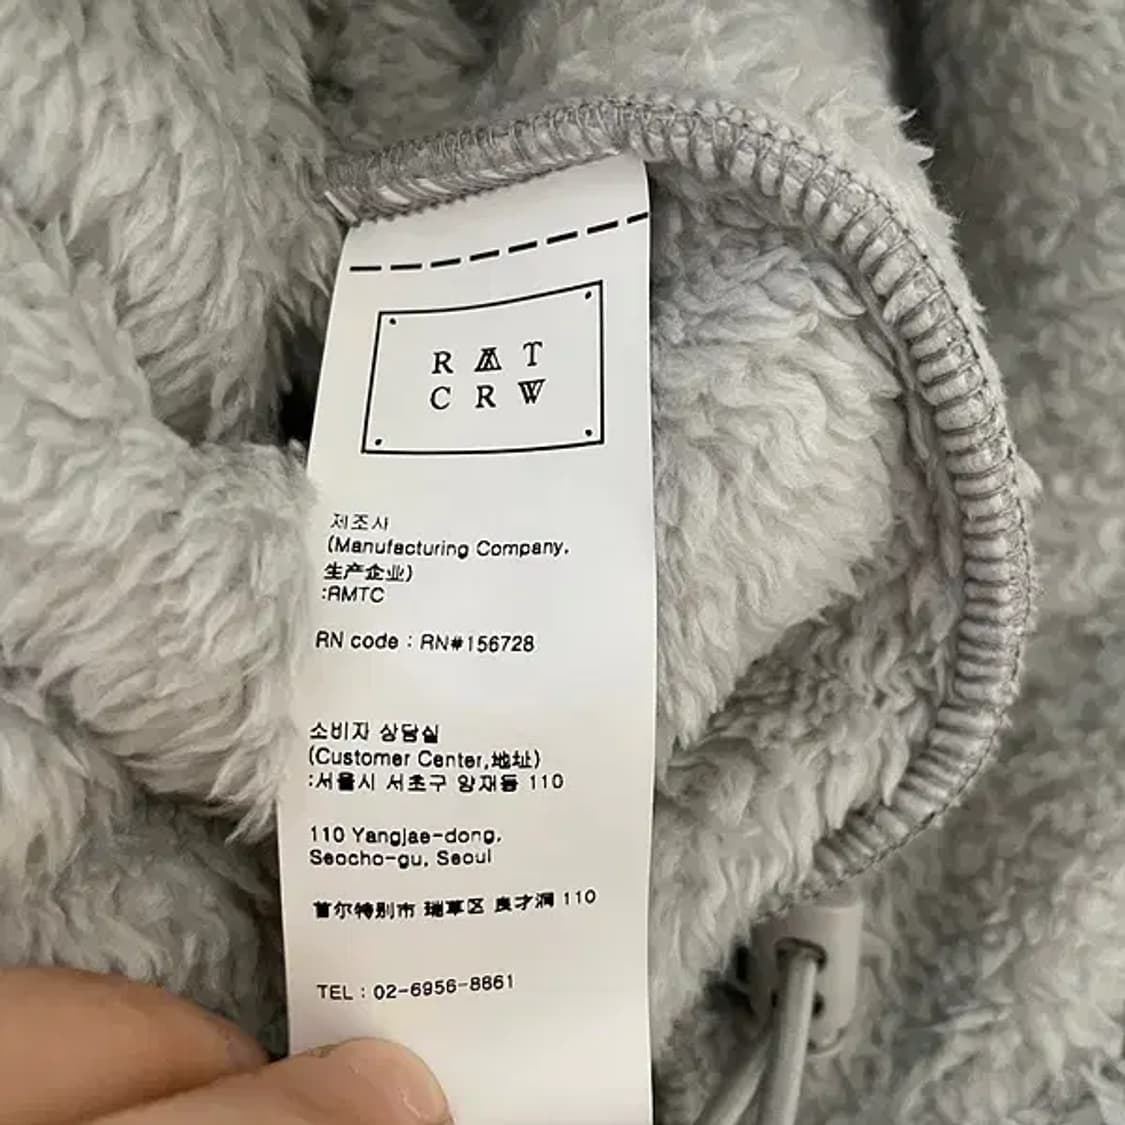 RAT
CRW
제조사
(Manufacturing Company,
生产企业)
:RMTC
RN code : RN#156728
소비자 상담실
(Customer Center,地址)
:서울시 서초구 양재동 110
110 Yangjae-dong,
Seocho-gu, Seoul
首尔特别市 瑞草区 良才洞 110
TEL : 02-6956-8861